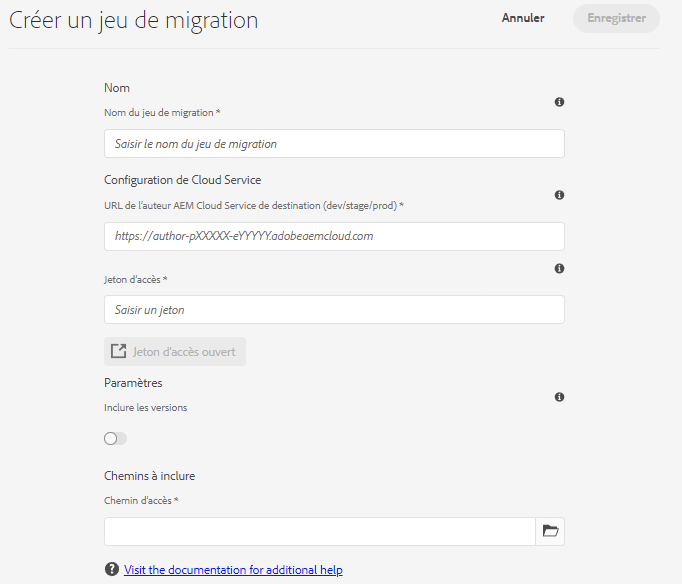 Créer un jeu de migration
Annuler
Enregistrer
Nom
Nom du jeu de migration *
Saisir le nom du jeu de migration
Configuration de Cloud Service
URL de l'auteur AEM Cloud Service de destination (dev/stage/prod) *
https://author-pXXXXX-eYYYYY.adobeaemcloud.com
Jeton d'accès *
Saisir un jeton
Jeton d'accès ouvert
Paramètres
Inclure les versions
Chemins à inclure
Chemin d'accès *
Visit the documentation for additional help